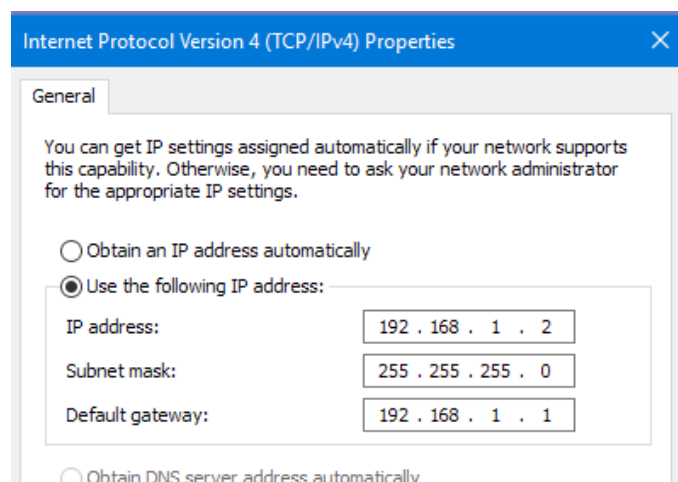 Internet Protocol Version 4 (TCP/IPv4) Properties
General
You can get IP settings assigned automatically if your network supports
this capability. Otherwise, you need to ask your network administrator
for the appropriate IP settings.
Obtain an IP address automatically
Use the following IP address:
IP address: 192 . 168 . 1 . 2
Subnet mask: 255 . 255 . 255 . 0
Default gateway: 192 . 168 . 1 . 1
Obtain DNS server address automatically